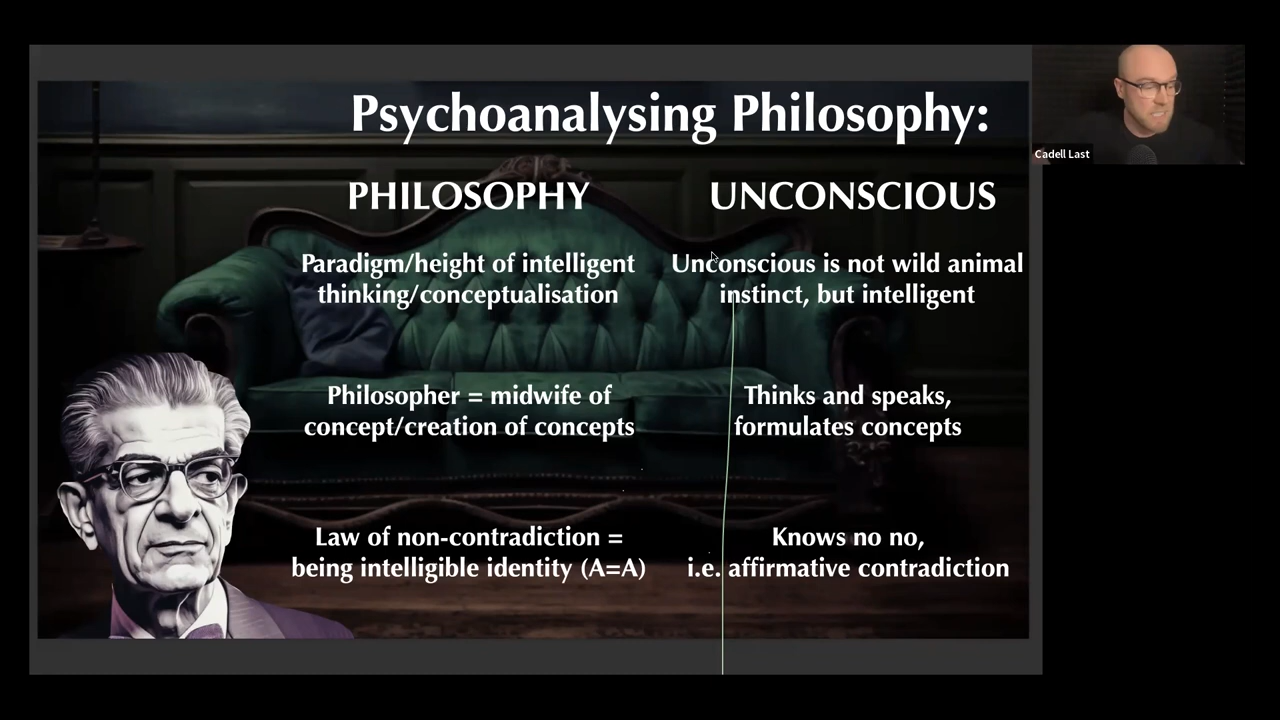 Psychoanalysing Philosophy:
PHILOSOPHY
UNCONSCIOUS
Paradigm/height of intelligent
thinking/conceptualisation
Unconscious is not wild animal
instinct, but intelligent
Philosopher = midwife of
concept/creation of concepts
Thinks and speaks,
formulates concepts
Law of non-contradiction =
being intelligible identity (A=A)
Knows no no,
i.e. affirmative contradiction
Cadell Last